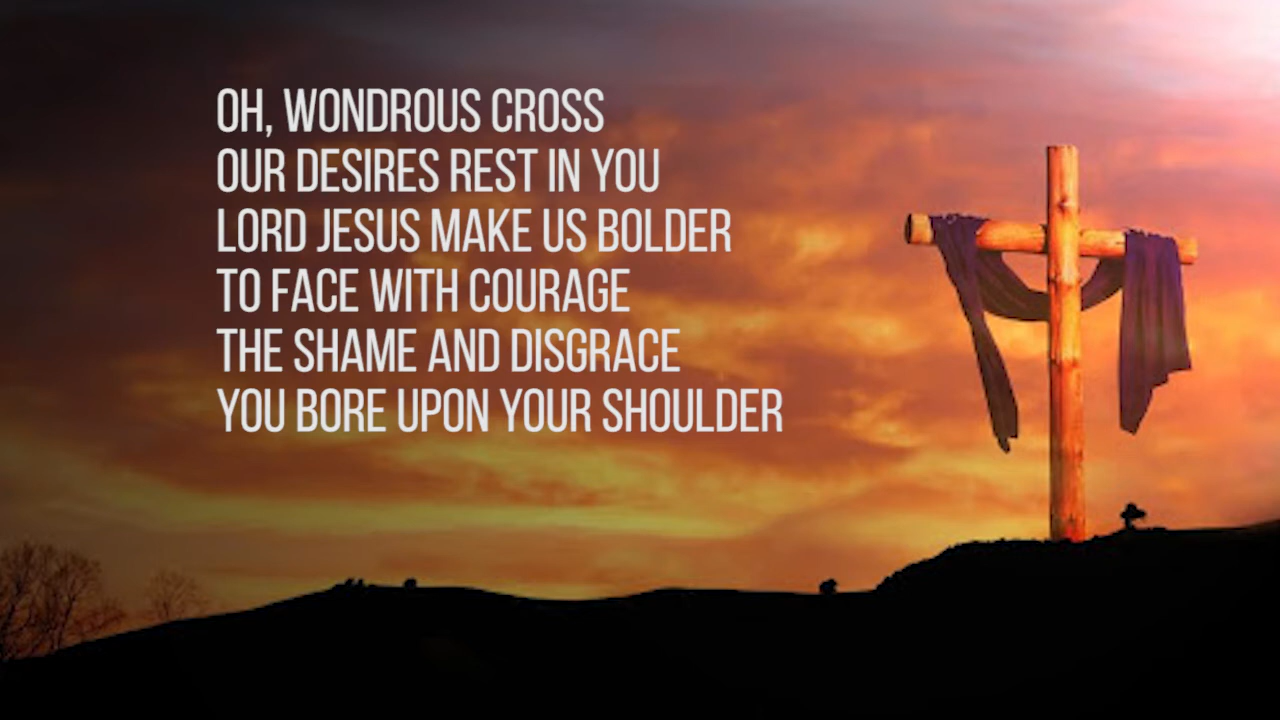 OH, WONDROUS CROSS
OUR DESIRES REST IN YOU
LORD JESUS MAKE US BOLDER
TO FACE WITH COURAGE
THE SHAME AND DISGRACE
YOU BORE UPON YOUR SHOULDER